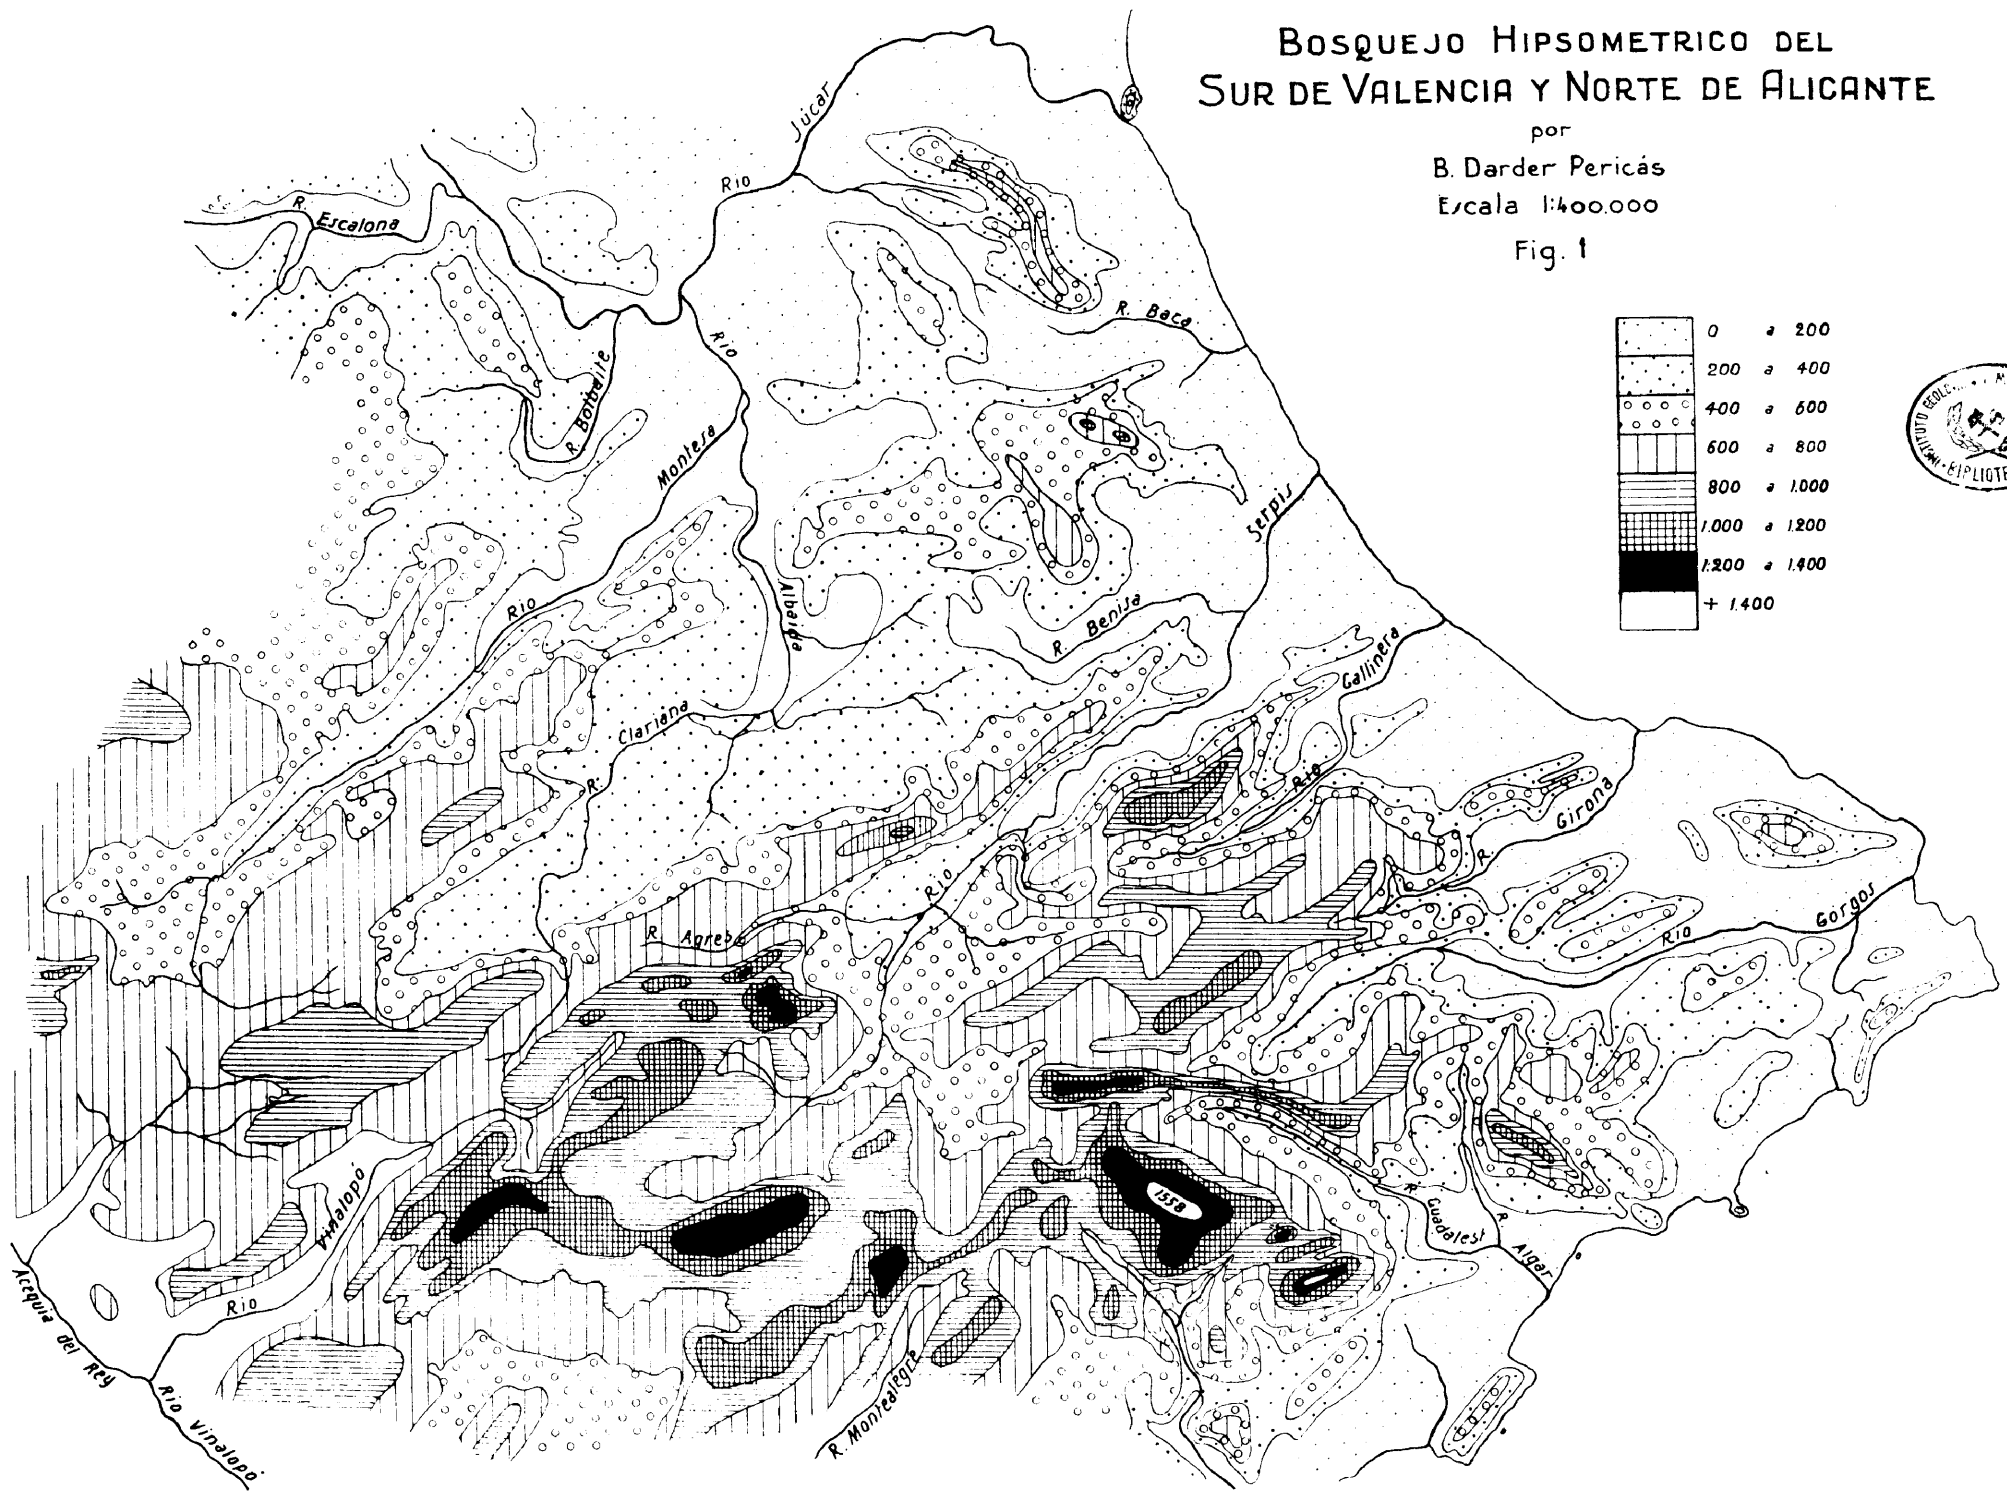 BOSQUEJO HIPSOMETRICO DEL
SUR DE VALENCIA Y NORTE DE ALICANTE
por
B. Darder Pericás
Escala 1:400.000
Fig. 1
0 a 200
200 a 400
400 a 600
600 a 800
800 a 1.000
1.000 a 1.200
1.200 a 1.400
+ 1.400
INSTITUTO
Rio Júcar
R. Escalona
R. Baca
Rio
R. Bolbaite
Montesa
Serpis
Rio
Albaida
R. Benisa
Gallinera
R. Clariana
Rio
R. Girona
Rio
R. Agres
Rio Gorgos
1558
Vinalopó
R. Guadalest
R. Algar
Rio
Acequia del Rey
Rio Vinalopó
R. Montealegre